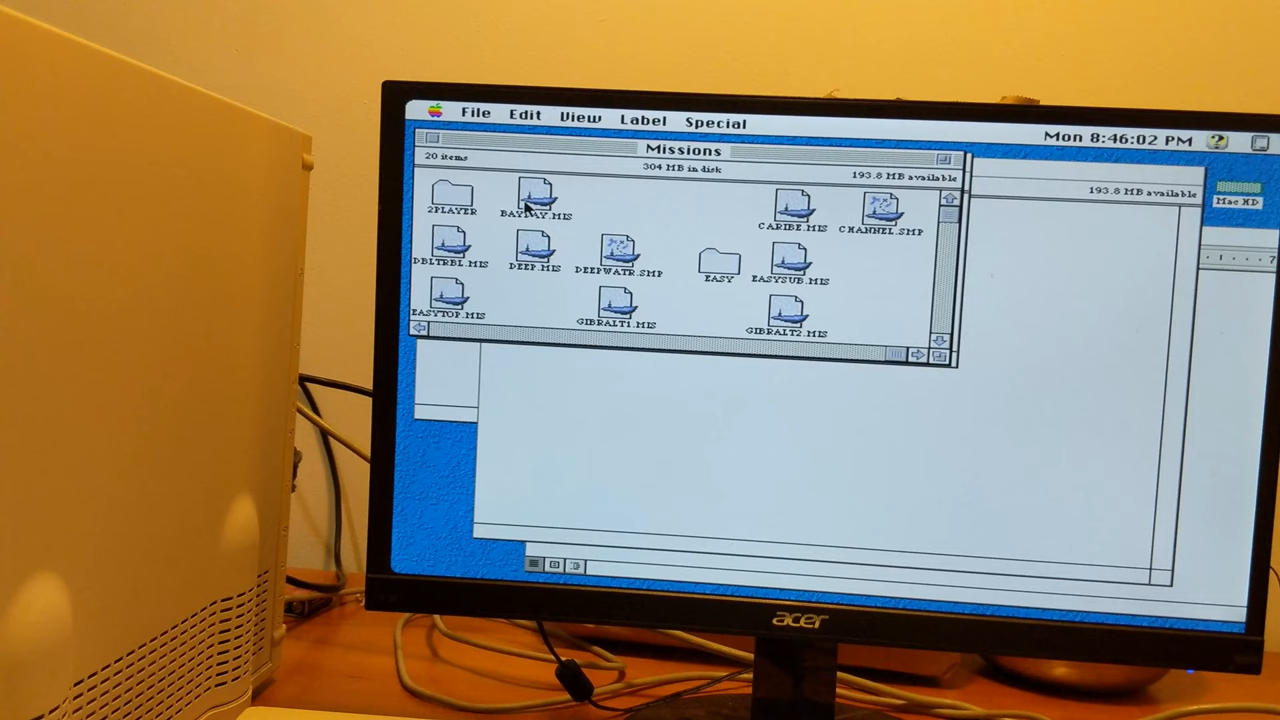 File Edit View Label Special
Mon 8:46:02 PM
Missions
20 items
304 MB in disk
193.8 MB available
193.8 MB available
Mac HD
2PLAYER
BAYDAY.MIS
CARIBE.MIS
CHANNEL.SMP
DBLTRBL.MIS
DEEP.MIS
DEEPWATR.SMP
EASY
EASYSUB.MIS
EASYTOP.MIS
GIBRALT1.MIS
GIBRALT2.MIS
7
acer